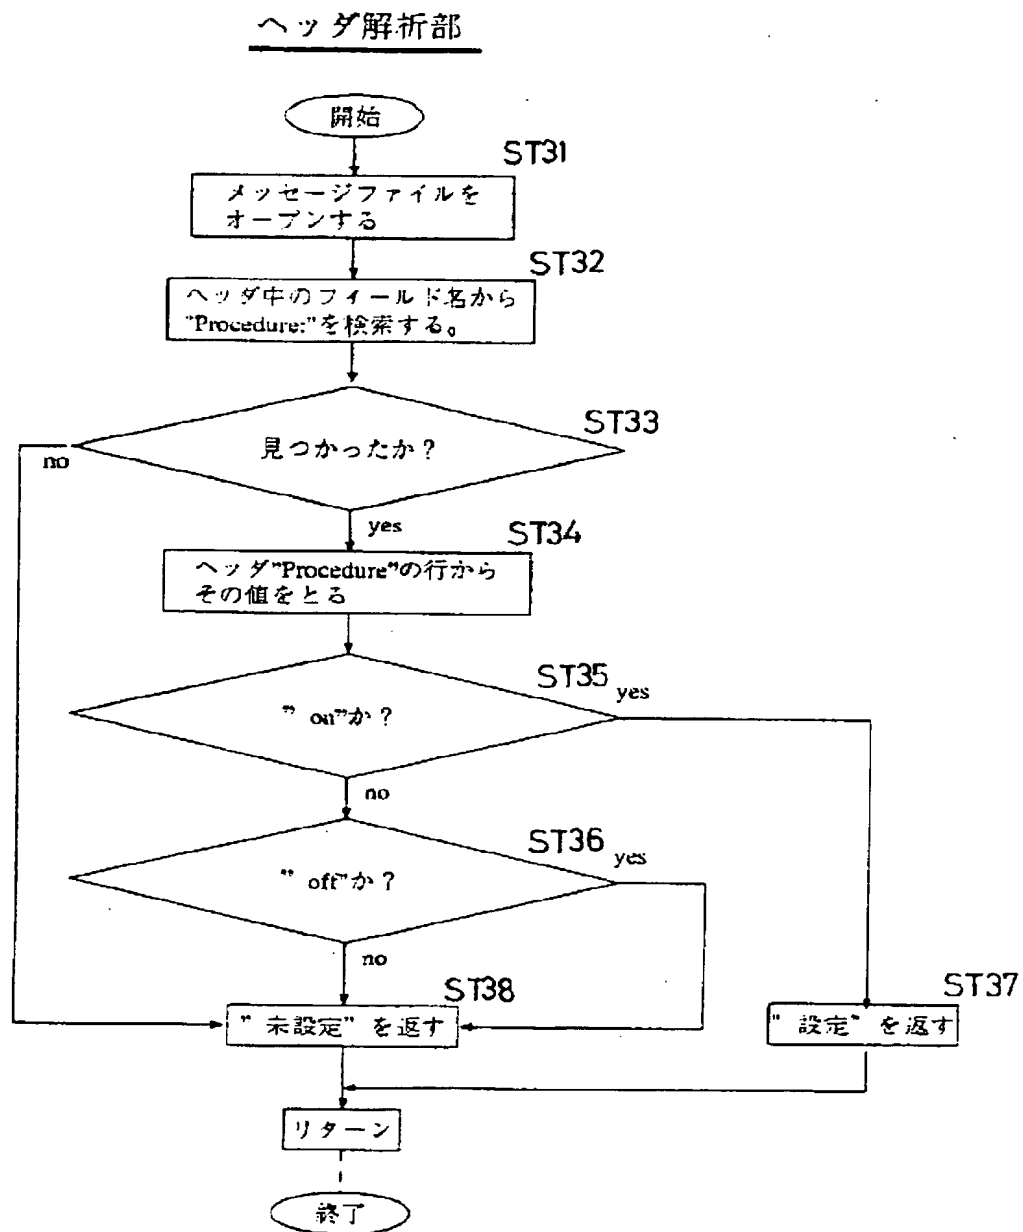 ヘッダ解析部
開始
ST31
メッセージファイルを
オープンする
ST32
ヘッダ中のフィールド名から
"Procedure:"を検索する。
ST33
見つかったか？
no
yes
ST34
ヘッダ"Procedure"の行から
その値をとる
ST35
yes
" on"か？
no
ST36
yes
" off"か？
no
ST38
" 未設定" を返す
ST37
" 設定" を返す
リターン
終了